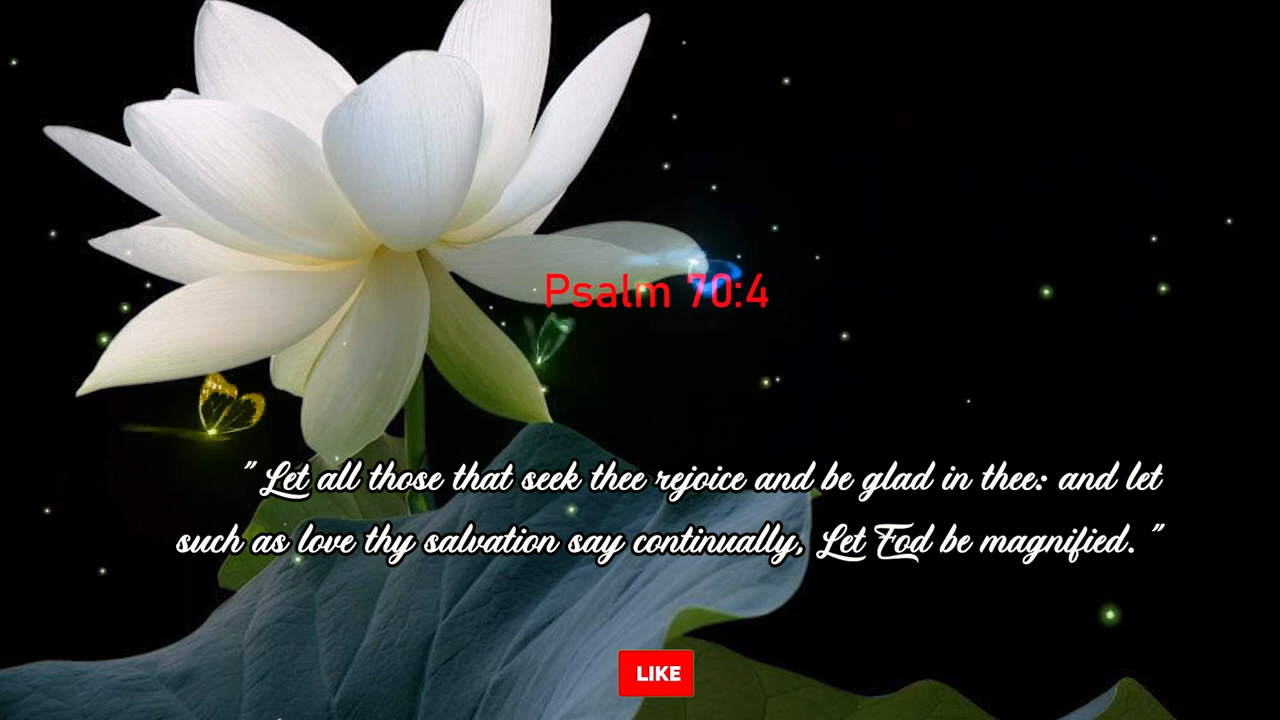 Psalm 70:4
" Let all those that seek thee rejoice and be glad in thee: and let
such as love thy salvation say continually, Let God be magnified. "
LIKE